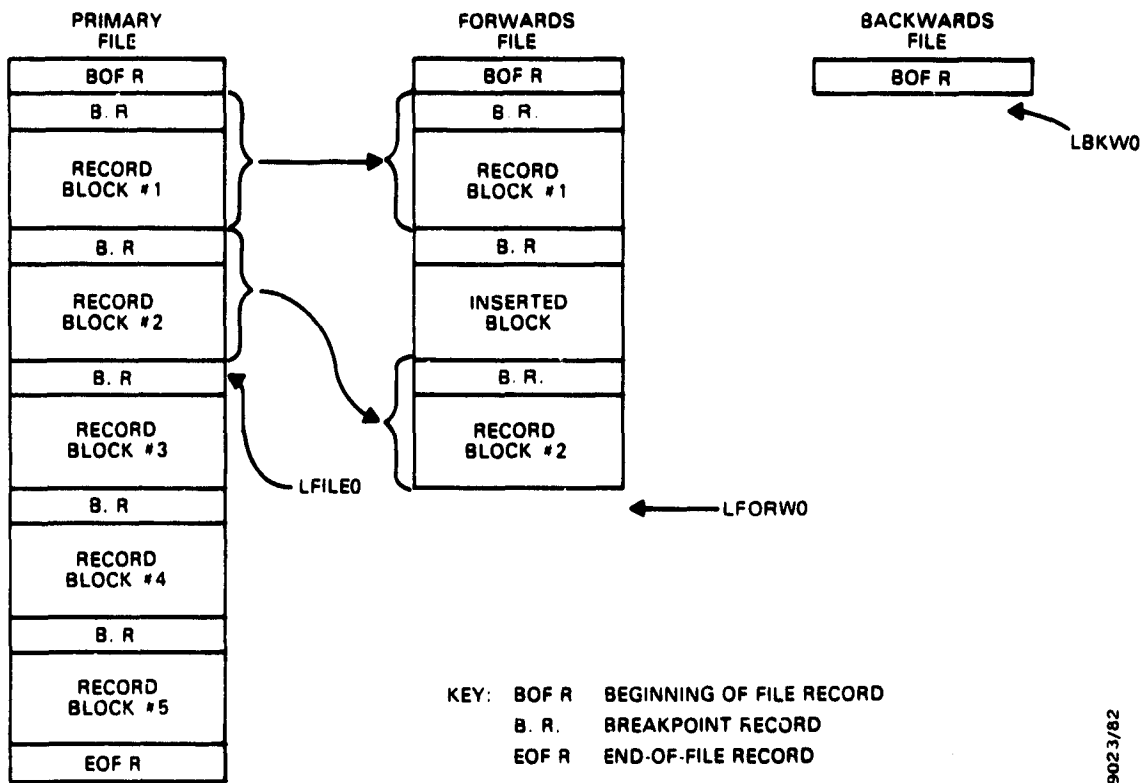 PRIMARY
FILE
BOF R
B. R
RECORD
BLOCK #1
B. R
RECORD
BLOCK #2
B. R
RECORD
BLOCK #3
B. R
RECORD
BLOCK #4
B. R
RECORD
BLOCK #5
EOF R
LFILE0
FORWARDS
FILE
BOF R
B. R.
RECORD
BLOCK #1
B. R
INSERTED
BLOCK
B. R.
RECORD
BLOCK #2
LFORW0
BACKWARDS
FILE
BOF R
LBKW0
KEY: BOF R BEGINNING OF FILE RECORD
B. R. BREAKPOINT RECORD
EOF R END-OF-FILE RECORD
9023/82